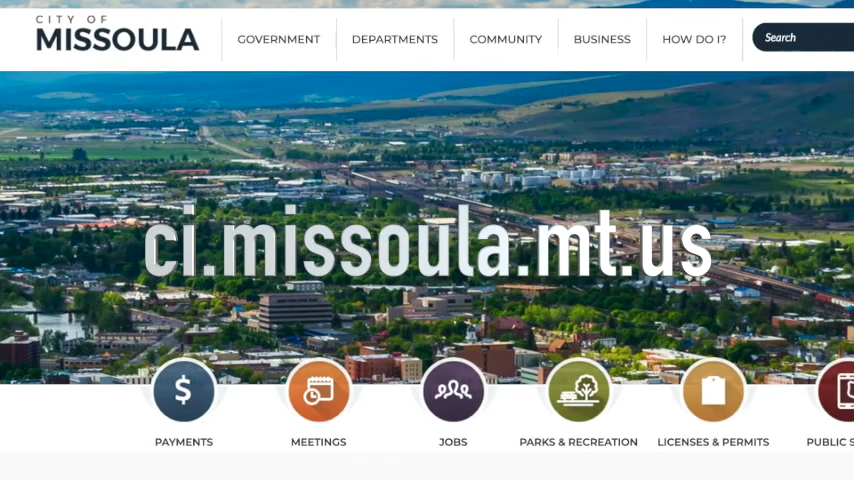 CITY OF
MISSOULA
GOVERNMENT
DEPARTMENTS
COMMUNITY
BUSINESS
HOW DO I?
Search
ci.missoula.mt.us
$
PAYMENTS
MEETINGS
JOBS
PARKS & RECREATION
LICENSES & PERMITS
PUBLIC S